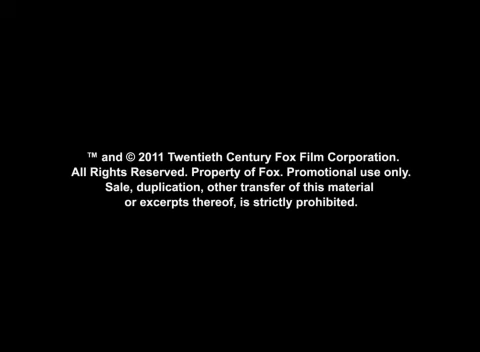 ™ and © 2011 Twentieth Century Fox Film Corporation.
All Rights Reserved. Property of Fox. Promotional use only.
Sale, duplication, other transfer of this material
or excerpts thereof, is strictly prohibited.